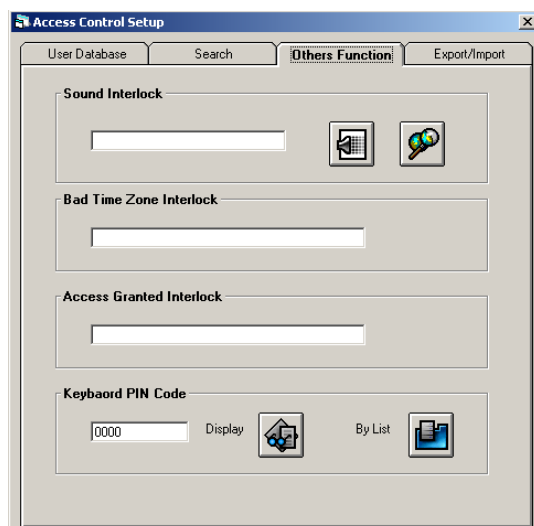 Access Control Setup
User Database Search Others Function Export/Import
Sound Interlock
Bad Time Zone Interlock
Access Granted Interlock
Keybaord PIN Code
0000 Display By List